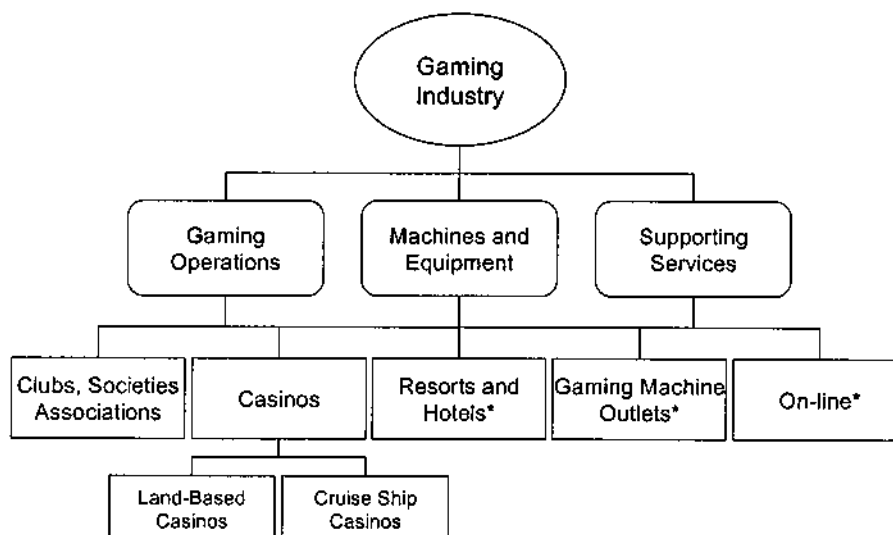 Gaming
Industry
Gaming
Operations
Machines and
Equipment
Supporting
Services
Clubs, Societies
Associations
Casinos
Resorts and
Hotels*
Gaming Machine
Outlets*
On-line*
Land-Based
Casinos
Cruise Ship
Casinos